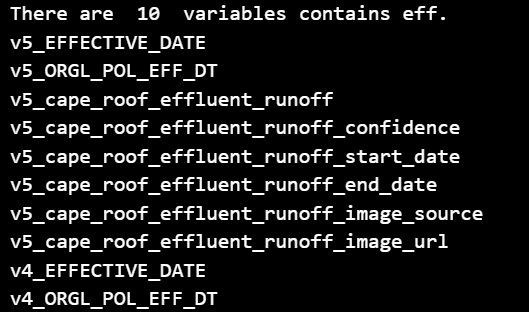 There are  10  variables contains eff.
v5_EFFECTIVE_DATE
v5_ORGL_POL_EFF_DT
v5_cape_roof_effluent_runoff
v5_cape_roof_effluent_runoff_confidence
v5_cape_roof_effluent_runoff_start_date
v5_cape_roof_effluent_runoff_end_date
v5_cape_roof_effluent_runoff_image_source
v5_cape_roof_effluent_runoff_image_url
v4_EFFECTIVE_DATE
v4_ORGL_POL_EFF_DT